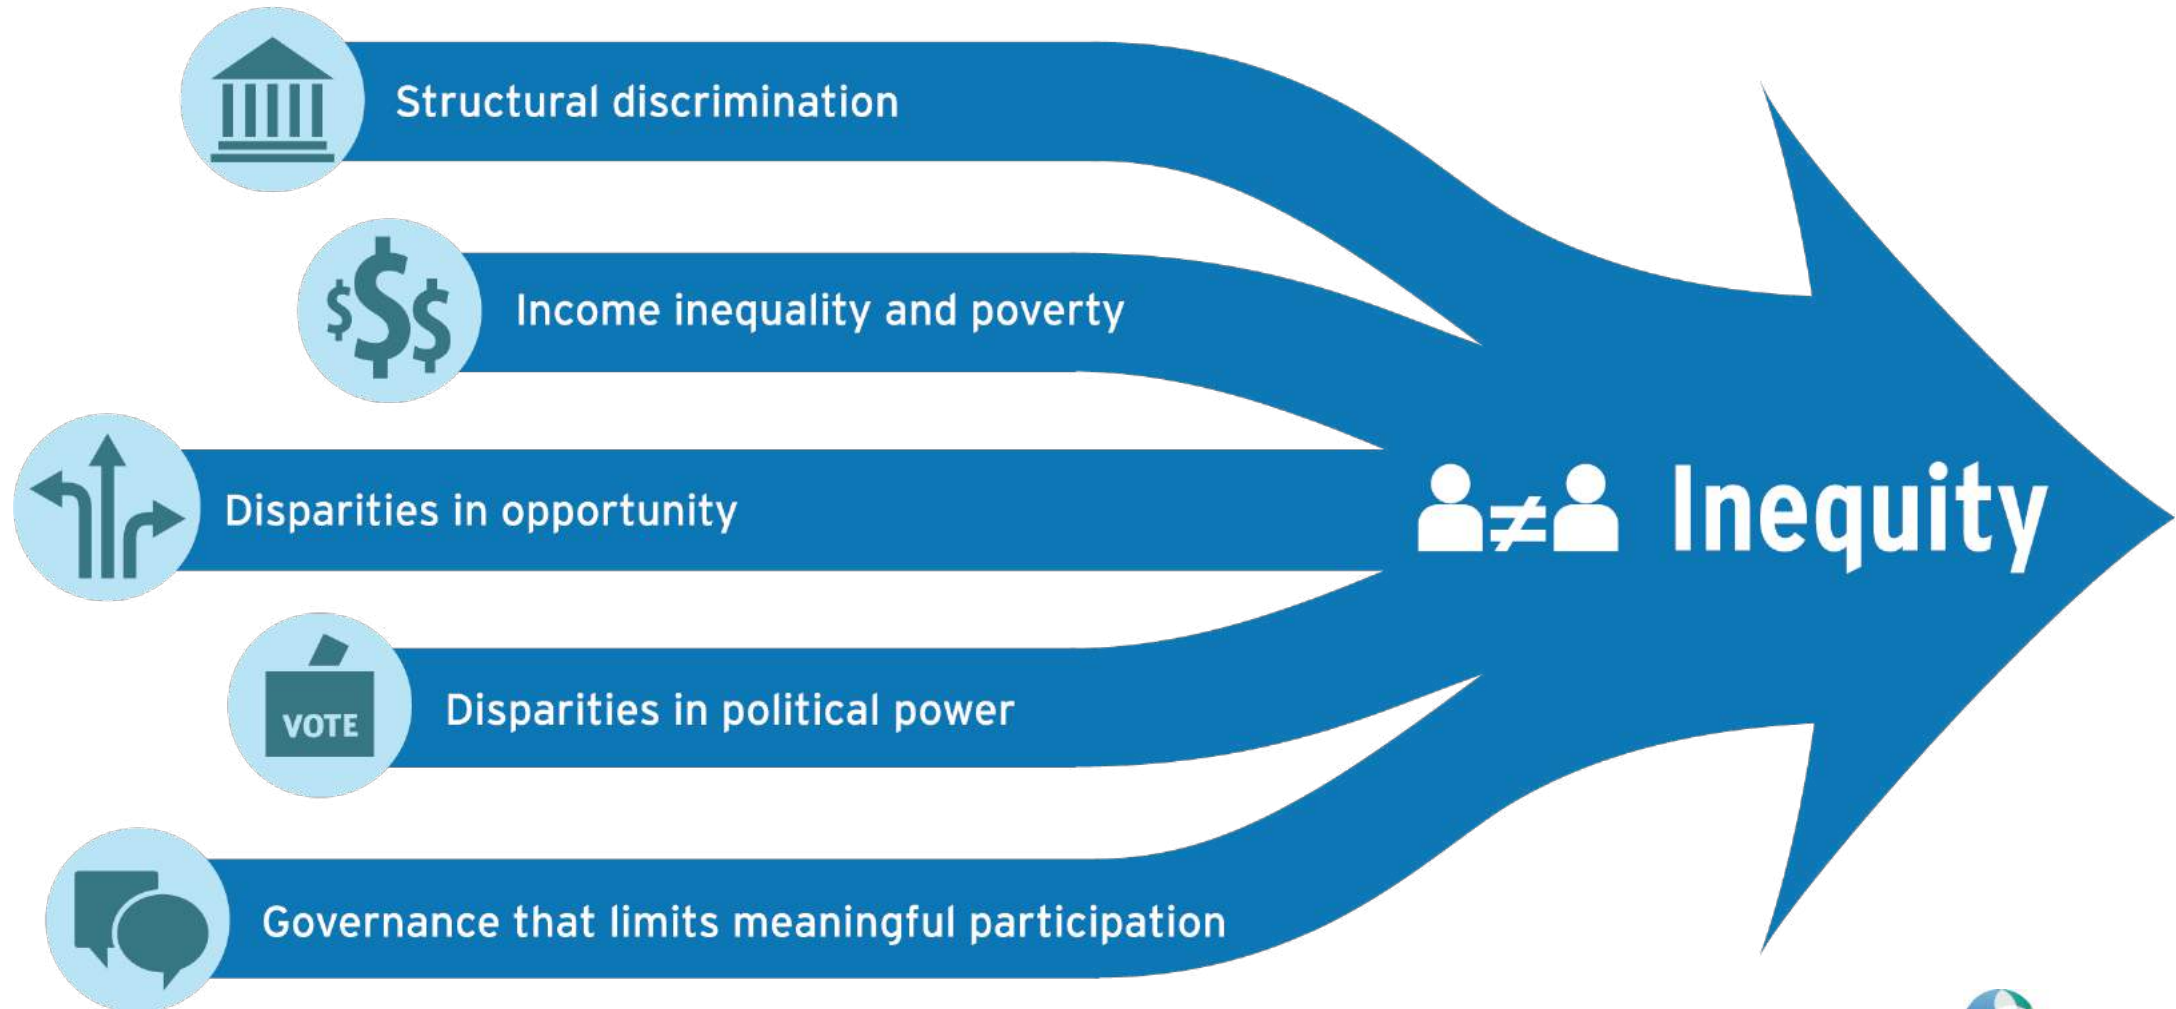 Structural discrimination
$$$ Income inequality and poverty
Disparities in opportunity
≠ Inequity
VOTE
Disparities in political power
Governance that limits meaningful participation